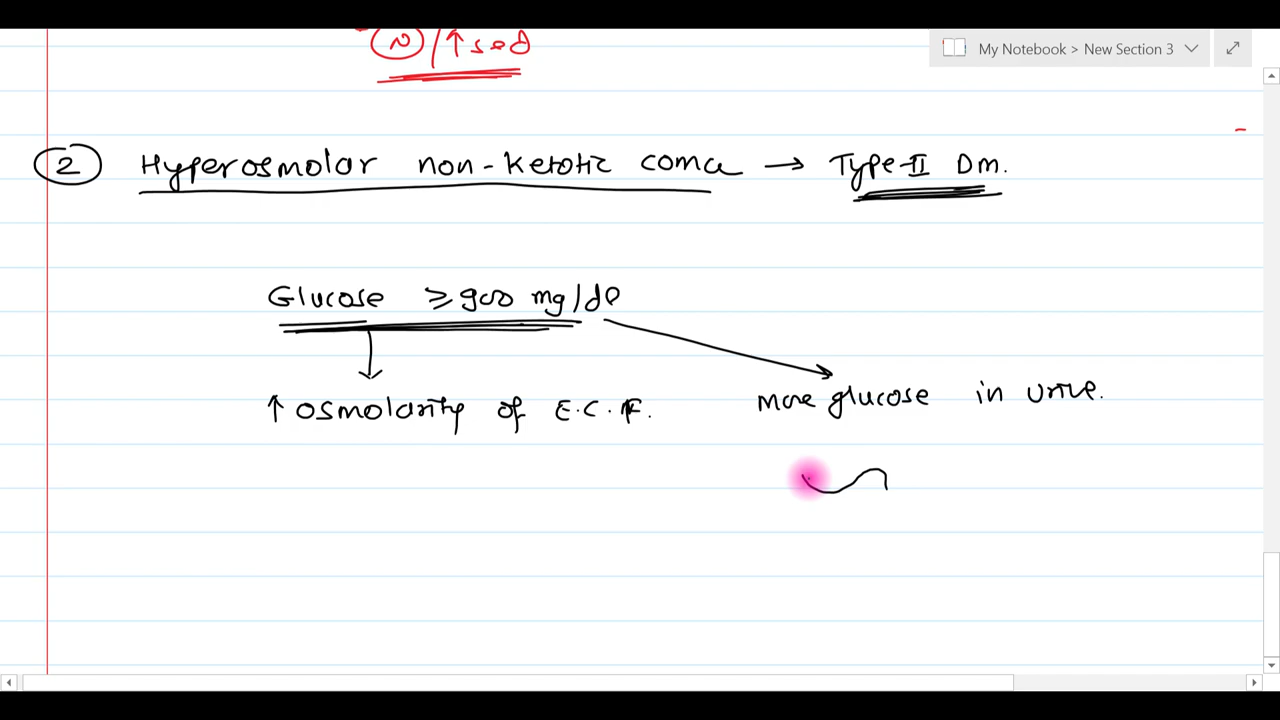 Ⓝ/↑sed
My Notebook > New Section 3
② Hyperosmolar non-ketotic coma → Type-II Dm.
Glucose ≥ 900 mg/dl
↑ osmolarity of E.C.F.
more glucose in urine.